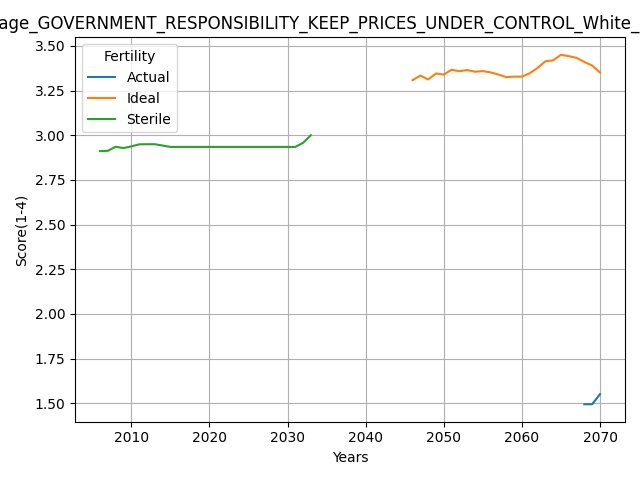 age_GOVERNMENT_RESPONSIBILITY_KEEP_PRICES_UNDER_CONTROL_White_
Fertility
Actual
Ideal
Sterile
Score(1-4)
3.50
3.25
3.00
2.75
2.50
2.25
2.00
1.75
1.50
2010 2020 2030 2040 2050 2060 2070
Years